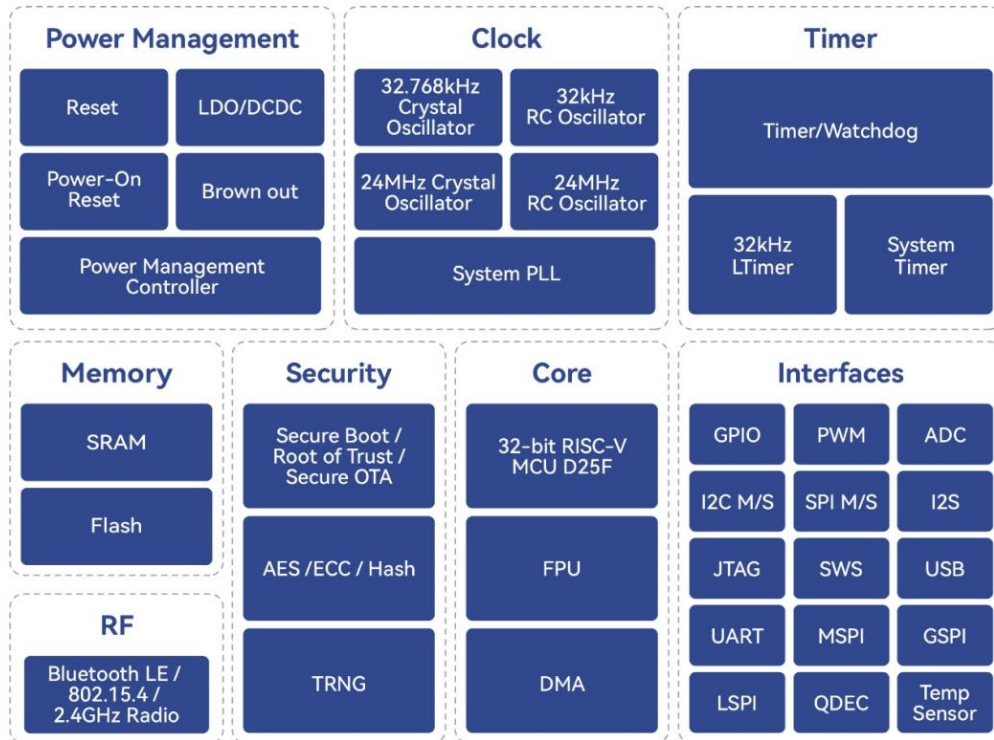 Power Management
Reset
LDO/DCDC
Power-On
Reset
Brown out
Power Management
Controller
Clock
32.768kHz
Crystal
Oscillator
32kHz
RC Oscillator
24MHz Crystal
Oscillator
24MHz
RC Oscillator
System PLL
Timer
Timer/Watchdog
32kHz
LTimer
System
Timer
Memory
SRAM
Flash
RF
Bluetooth LE /
802.15.4 /
2.4GHz Radio
Security
Secure Boot /
Root of Trust /
Secure OTA
AES /ECC / Hash
TRNG
Core
32-bit RISC-V
MCU D25F
FPU
DMA
Interfaces
GPIO
PWM
ADC
I2C M/S
SPI M/S
I2S
JTAG
SWS
USB
UART
MSPI
GSPI
LSPI
QDEC
Temp
Sensor